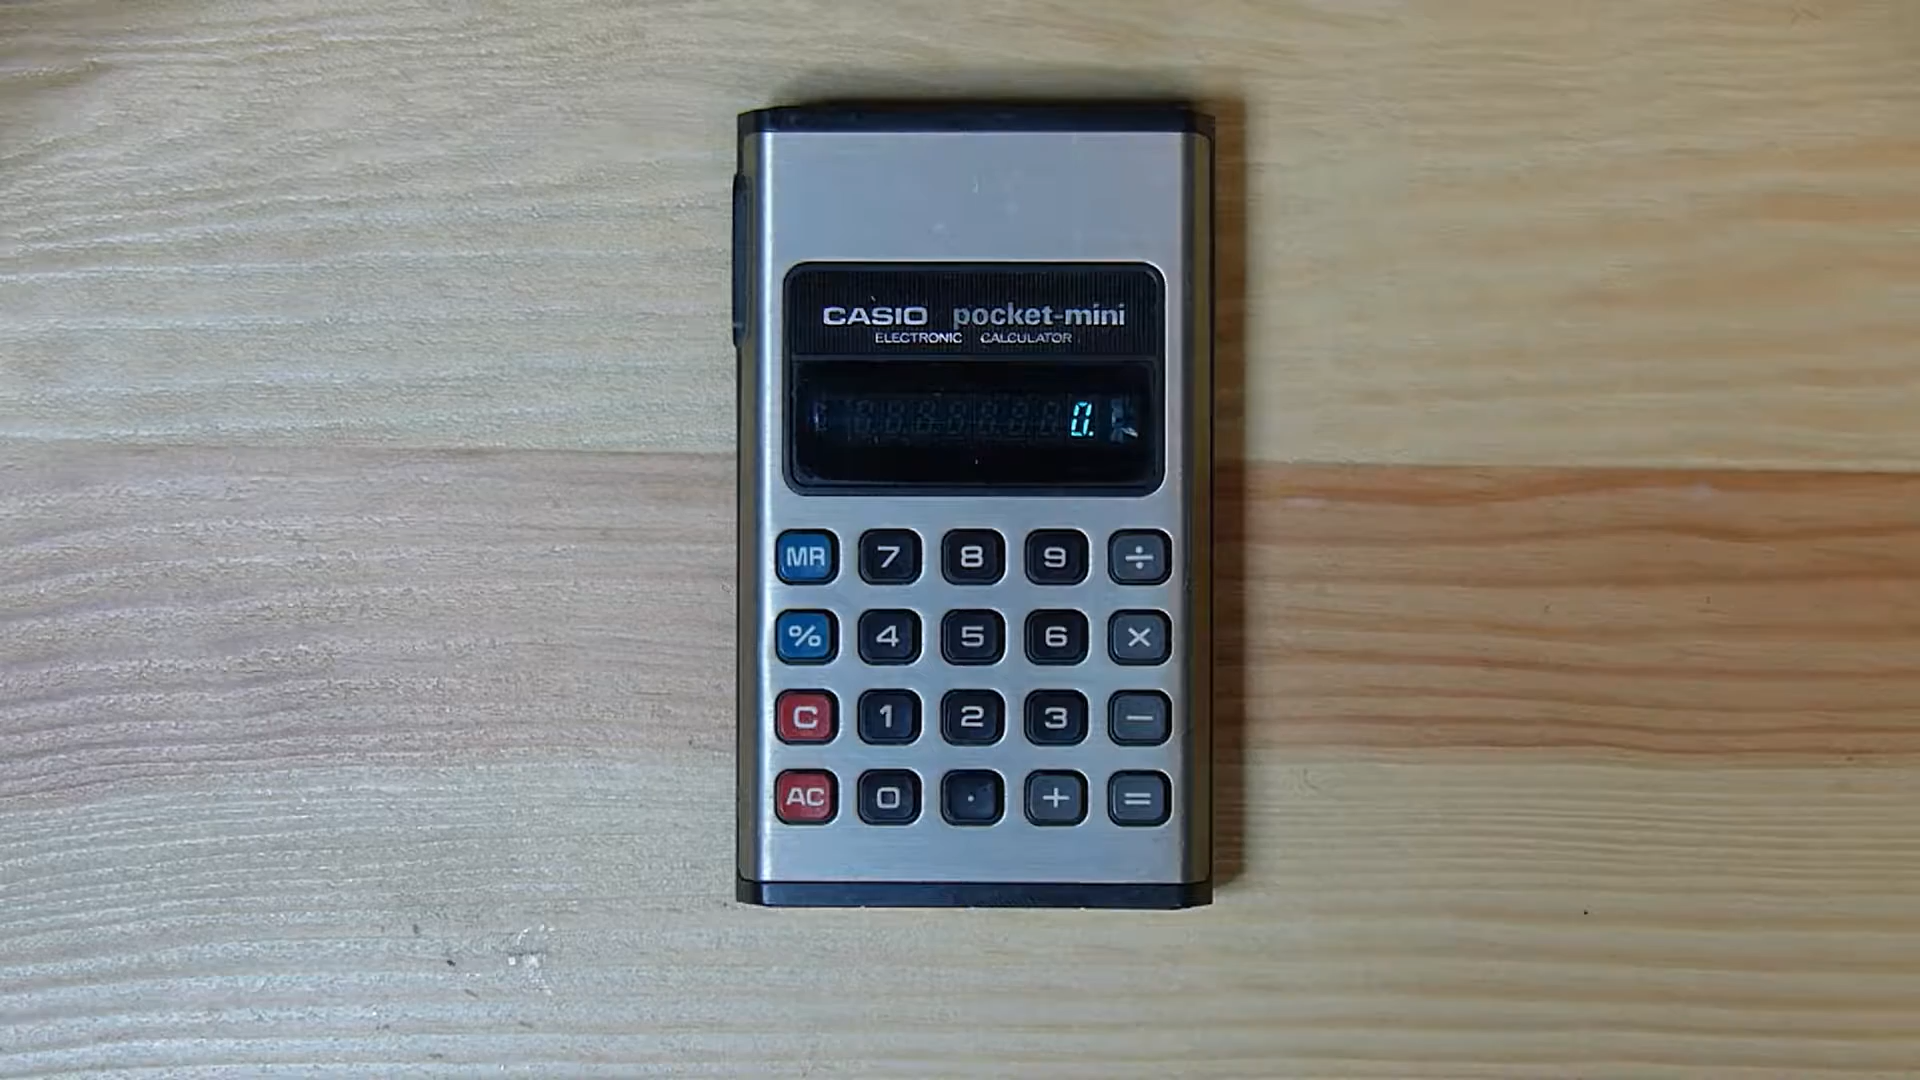 CASIO pocket-mini
ELECTRONIC CALCULATOR
0.
MR 7 8 9 ÷
% 4 5 6 ×
C 1 2 3 −
AC 0 · + =